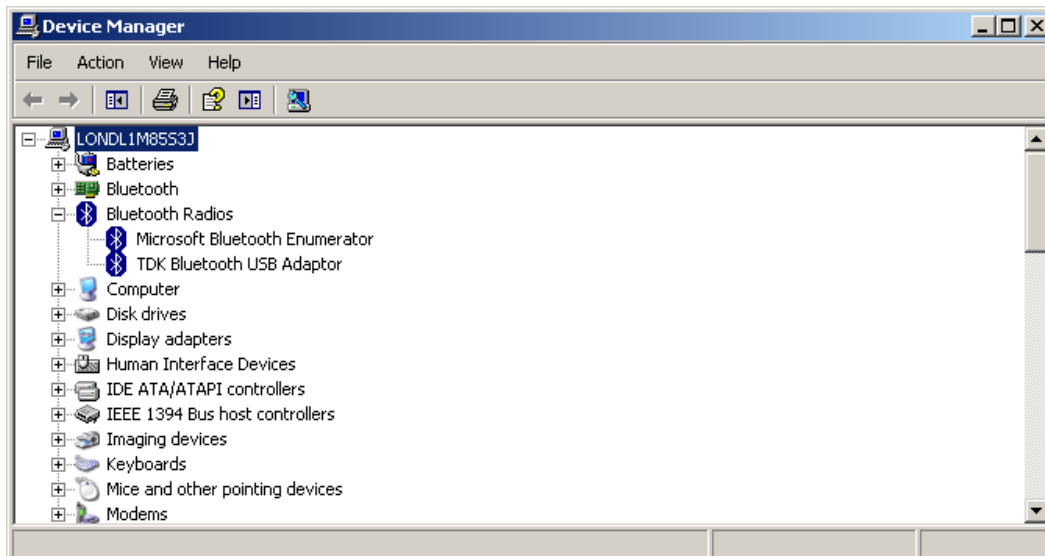 Device Manager
File Action View Help
LONDL1M85S3J
Batteries
Bluetooth
Bluetooth Radios
Microsoft Bluetooth Enumerator
TDK Bluetooth USB Adaptor
Computer
Disk drives
Display adapters
Human Interface Devices
IDE ATA/ATAPI controllers
IEEE 1394 Bus host controllers
Imaging devices
Keyboards
Mice and other pointing devices
Modems